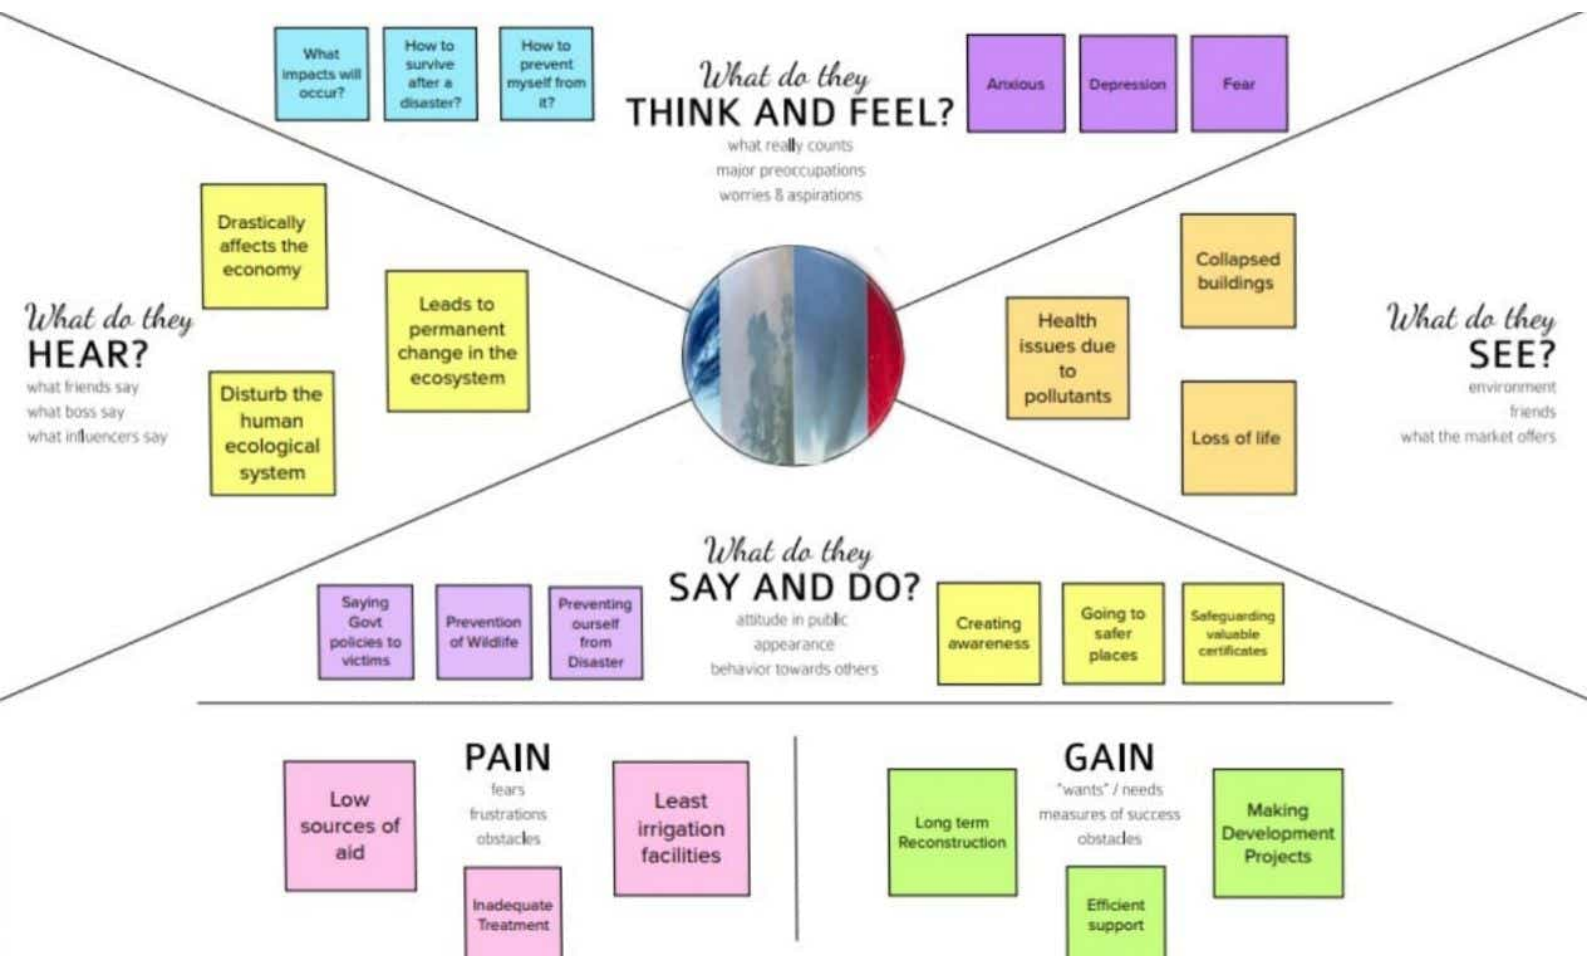 What
impacts will
occur?
How to
survive
after a
disaster?
How to
prevent
myself from
it?
What do they
THINK AND FEEL?
what really counts
major preoccupations
worries & aspirations
Anxious
Depression
Fear
What do they
HEAR?
what friends say
what boss say
what influencers say
Drastically
affects the
economy
Leads to
permanent
change in the
ecosystem
Disturb the
human
ecological
system
Health
issues due
to
pollutants
Collapsed
buildings
Loss of life
What do they
SEE?
environment
friends
what the market offers
Saying
Govt
policies to
victims
Prevention
of Wildlife
Preventing
ourself
from
Disaster
What do they
SAY AND DO?
attitude in public
appearance
behavior towards others
Creating
awareness
Going to
safer
places
Safeguarding
valuable
certificates
PAIN
fears
frustrations
obstacles
Low
sources of
aid
Inadequate
Treatment
Least
irrigation
facilities
GAIN
"wants" / needs
measures of success
obstacles
Long term
Reconstruction
Efficient
support
Making
Development
Projects